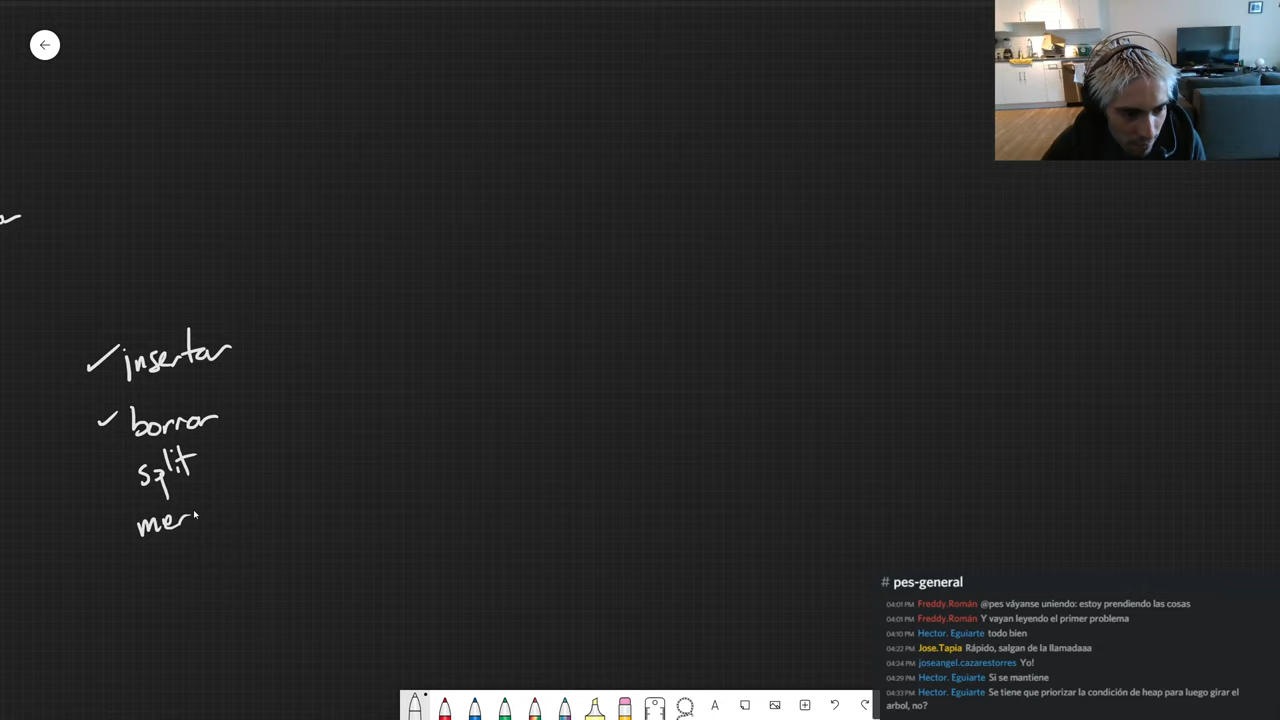 ✓ insertar
✓ borrar
split
mer
# pes-general
04:01 PM Freddy.Román @pes váyanse uniendo: estoy prendiendo las cosas
04:01 PM Freddy.Román Y vayan leyendo el primer problema
04:10 PM Hector. Eguiarte todo bien
04:22 PM Jose.Tapia Rápido, salgan de la llamadaaa
04:24 PM joseangel.cazarestorres Yo!
04:29 PM Hector. Eguiarte Si se mantiene
04:33 PM Hector. Eguiarte Se tiene que priorizar la condición de heap para luego girar el
arbol, no?
A